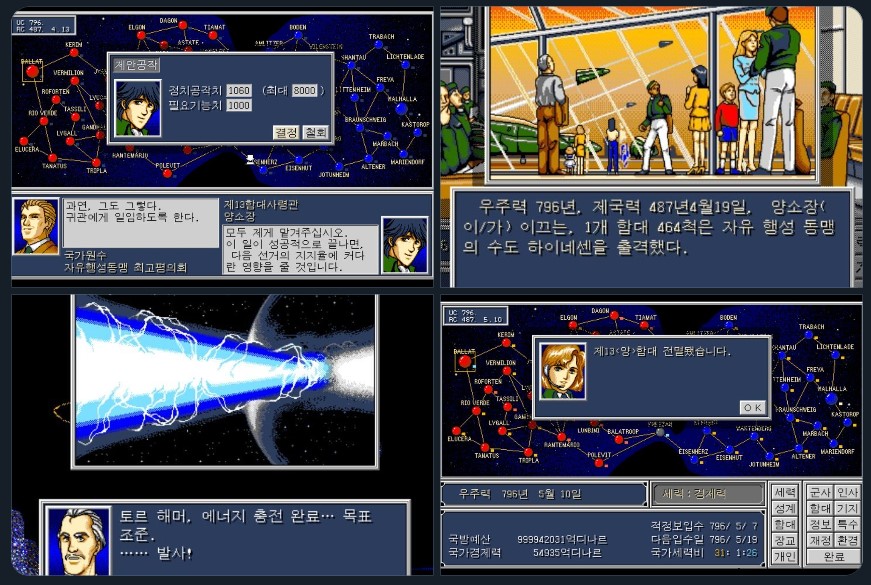 UC 796.
RC 487. 4.13
ELGON
DAGON
TIAMAT
BODEN
KERIM
ASTATE
TRABACH
BALLAT
LICHTENLADE
VERMILION
FREYA
ROFORTEN
MALHALLA
RIO VERDE
TASSILI
BRAUNSCHWEIG
KASTOROP
LVGALL
MARBACH
ELUCERA
RANTEMARIO
MARIENDORF
TANATUS
TRIPLA
POLEVIT
EISENHUT
JOTUNHEIM
ALTENER
제안공작
정치공작치 1060 (최대 8000 )
필요기능치 1000
결정 철회
과연, 그도 그렇다.
귀관에게 일임하도록 한다.
국가원수
자유행성동맹 최고평의회
제13함대사령관
양소장
모두 제게 맡겨주십시오.
이 일이 성공적으로 끝나면,
다음 선거의 지지율에 커다
란 영향을 줄 것입니다.
우주력 796년, 제국력 487년4월19일, 양소장(
이/가) 이끄는, 1개 함대 464척은 자유 행성 동맹
의 수도 하이네센을 출격했다.
토르 해머, 에너지 충전 완료… 목표
조준.
…… 발사!
UC 796.
RC 487. 5.10
ELGON
DAGON
TIAMAT
BODEN
KERIM
TRABACH
BALLAT
LICHTENLADE
VERMILION
FREYA
ROFORTEN
MALHALLA
RIO VERDE
TASSILI
BRAUNSCHWEIG
KASTOROP
LVGALL
LUNBINI
BALATROOP
MARBACH
ELUCERA
RANTEMARIO
MARIENDORF
TANATUS
TRIPLA
POLEVIT
EISENHERZ
EISENHUT
JOTUNHEIM
ALTENER
제13<양>함대 전멸됐습니다.
OK
우주력 796년 5월 10일
세력:경제력
국방예산 999942031억디나르
국가경제력 54935억디나르
적정보입수 796/ 5/ 7
다음입수일 796/ 5/19
국가세력비 31: 1:26
세력 군사 인사
성계 함대 기지
함대 정보 특수
장교 재정 환경
개인 완료